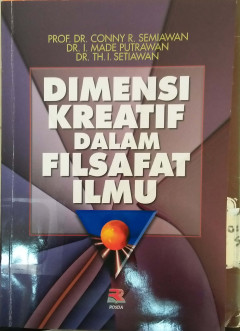 PROF. DR. CONNY R. SEMIAWAN
DR. I. MADE PUTRAWAN
DR. TH. I. SETIAWAN
DIMENSI
KREATIF
DALAM
FILSAFAT
ILMU
R
ROSDA